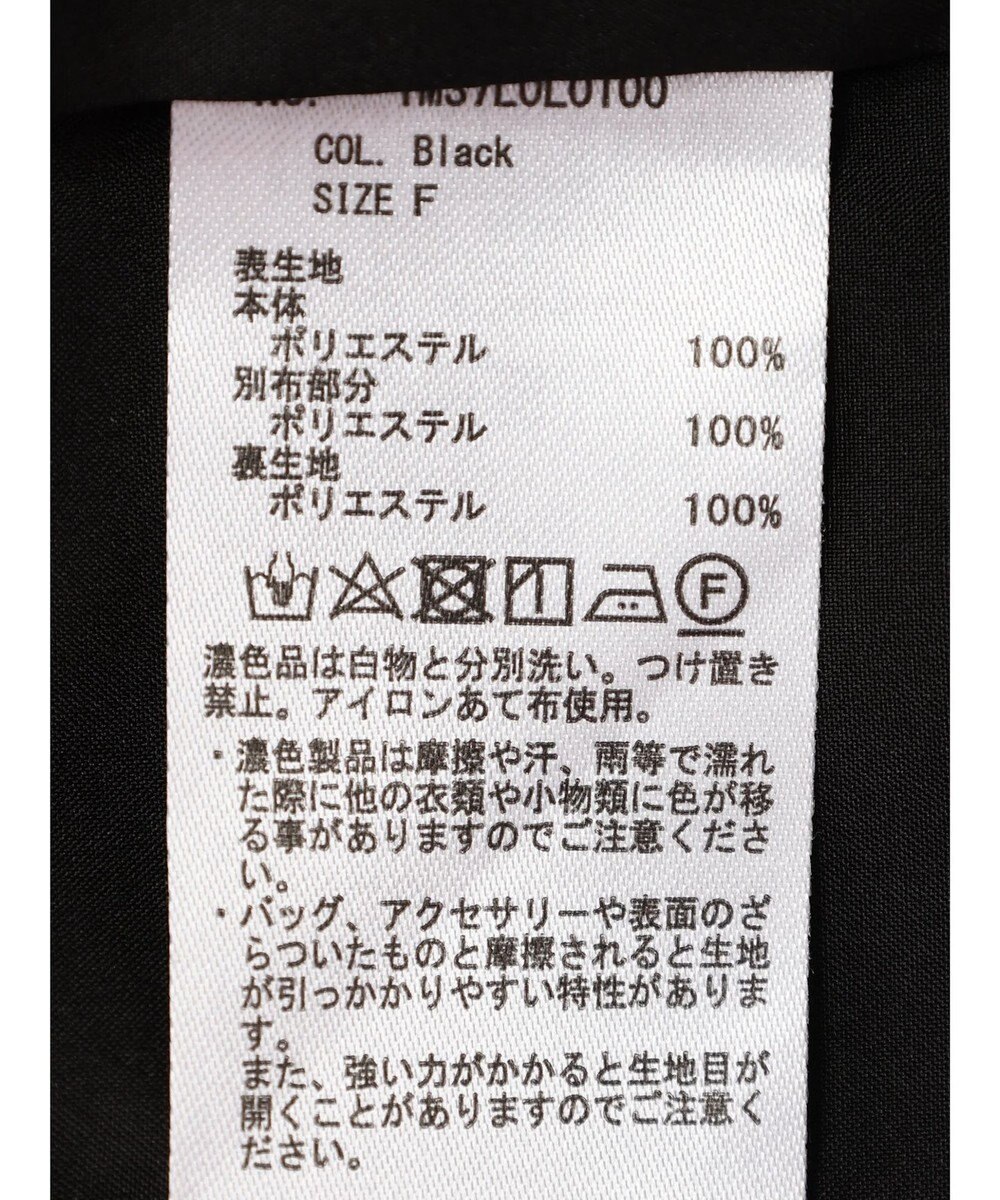 COL. Black
SIZE F
表生地
本体
ポリエステル 100%
別布部分
ポリエステル 100%
裏生地
ポリエステル 100%
F
濃色品は白物と分別洗い。つけ置き
禁止。アイロンあて布使用。
・濃色製品は摩擦や汗、雨等で濡れ
た際に他の衣類や小物類に色が移
る事がありますのでご注意くださ
い。
・バッグ、アクセサリーや表面のざ
らついたものと摩擦されると生地
が引っかかりやすい特性がありま
す。
また、強い力がかかると生地目が
開くことがありますのでご注意く
ださい。